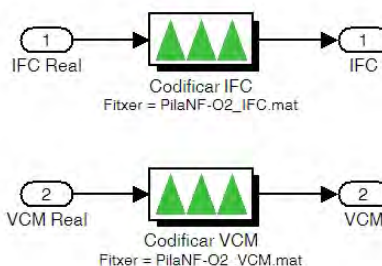 1
1
IFC Real
IFC
Codificar IFC
Fitxer = PilaNF-O2_IFC.mat
2
2
VCM Real
VCM
Codificar VCM
Fitxer = PilaNF-O2_VCM.mat